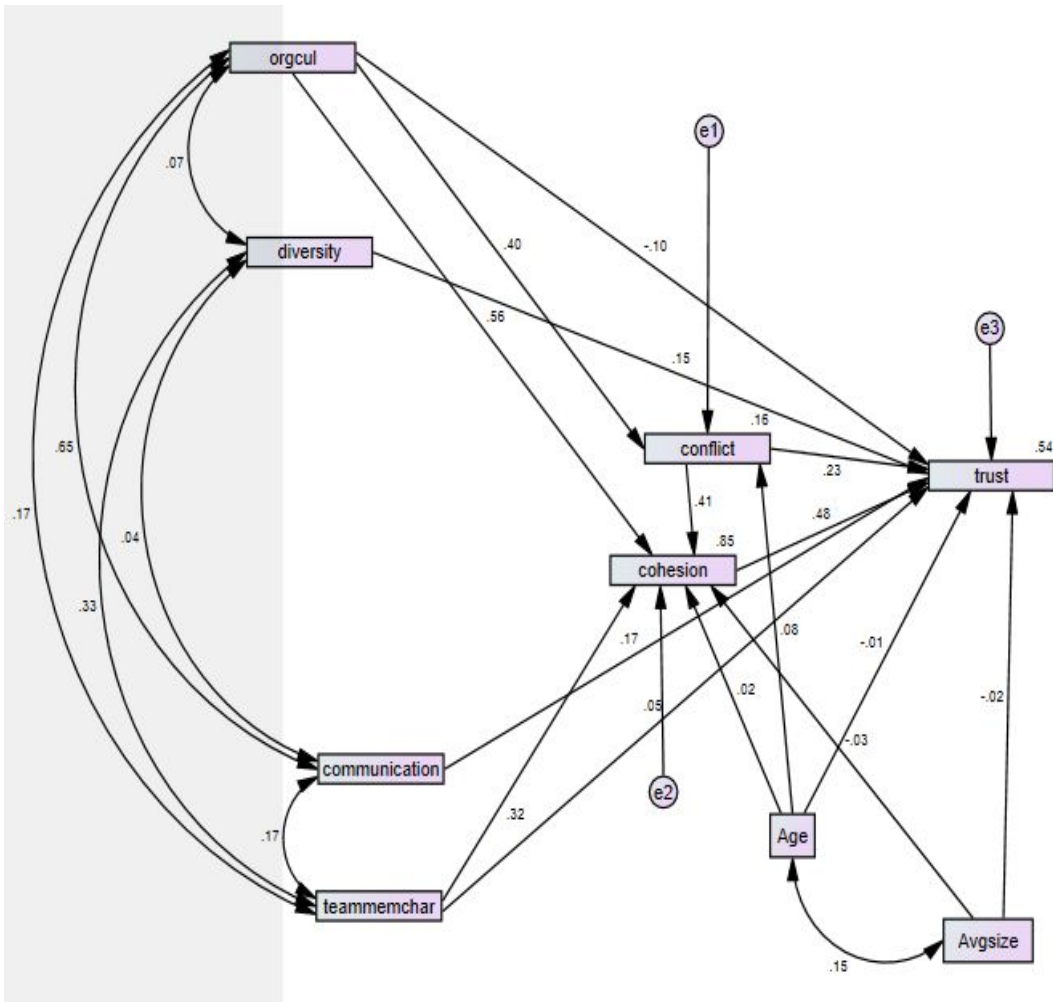 orgcul
e1
.07
diversity
.40
-.10
.56
e3
.15
.16
conflict
.54
trust
.23
.65
.41
.48
.17
.04
.85
cohesion
.33
.17
.08
-.01
.02
.05
-.02
-.03
communication
e2
.32
.17
Age
teammemchar
Avgsize
.15